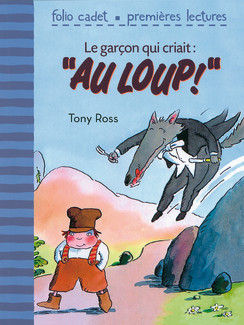 folio cadet ■ premières lectures
Le garçon qui criait :
"AU LOUP!"
Tony Ross